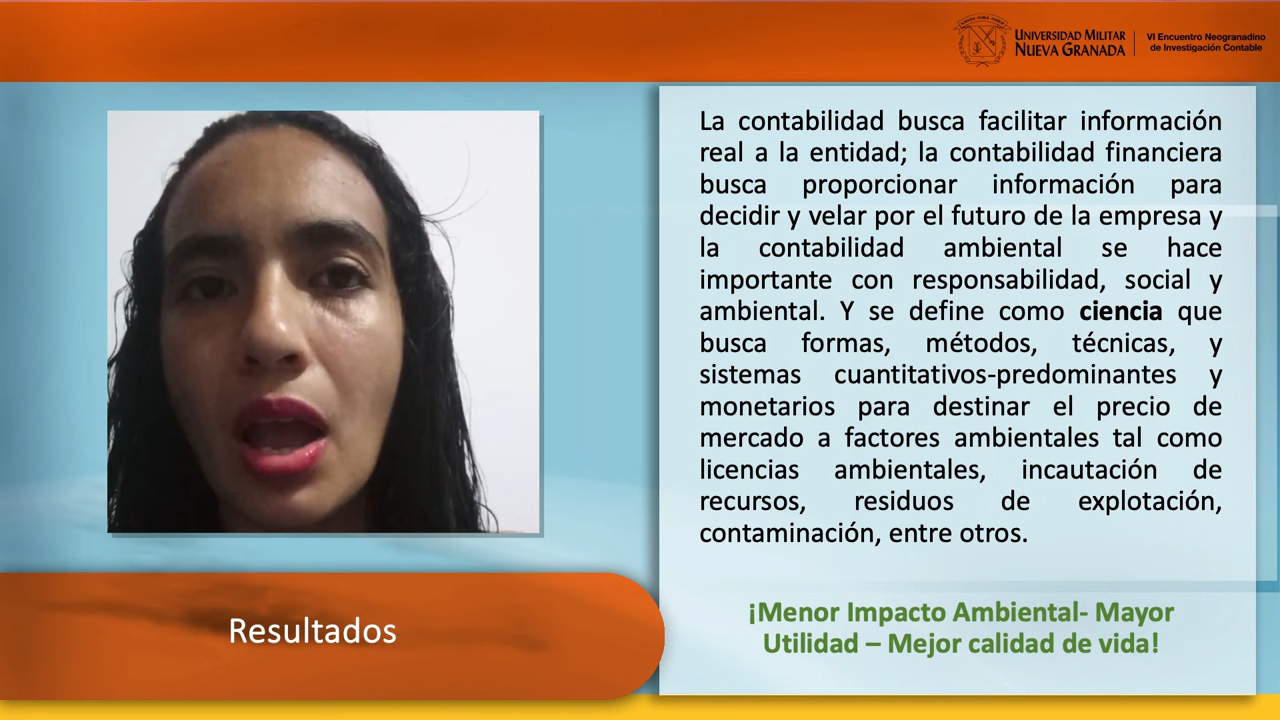 UNIVERSIDAD MILITAR
NUEVA GRANADA
VI Encuentro Neogranadino
de Investigación Contable
La contabilidad busca facilitar información
real a la entidad; la contabilidad financiera
busca proporcionar información para
decidir y velar por el futuro de la empresa y
la contabilidad ambiental se hace
importante con responsabilidad, social y
ambiental. Y se define como ciencia que
busca formas, métodos, técnicas, y
sistemas cuantitativos-predominantes y
monetarios para destinar el precio de
mercado a factores ambientales tal como
licencias ambientales, incautación de
recursos, residuos de explotación,
contaminación, entre otros.
¡Menor Impacto Ambiental- Mayor
Utilidad – Mejor calidad de vida!
Resultados